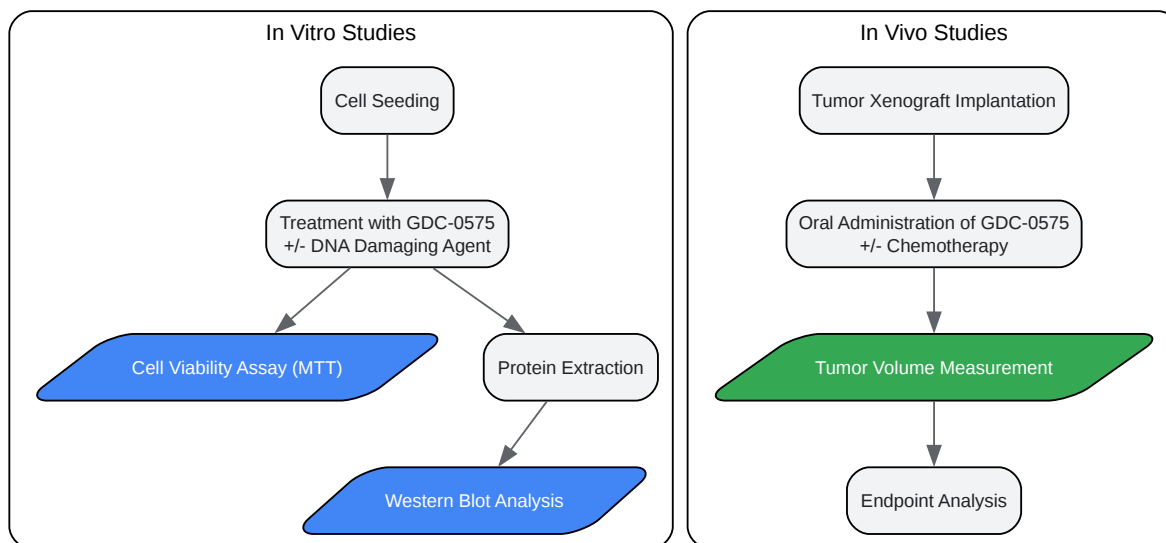 In Vitro Studies
Cell Seeding
Treatment with GDC-0575
+/- DNA Damaging Agent
Cell Viability Assay (MTT)
Protein Extraction
Western Blot Analysis
In Vivo Studies
Tumor Xenograft Implantation
Oral Administration of GDC-0575
+/- Chemotherapy
Tumor Volume Measurement
Endpoint Analysis